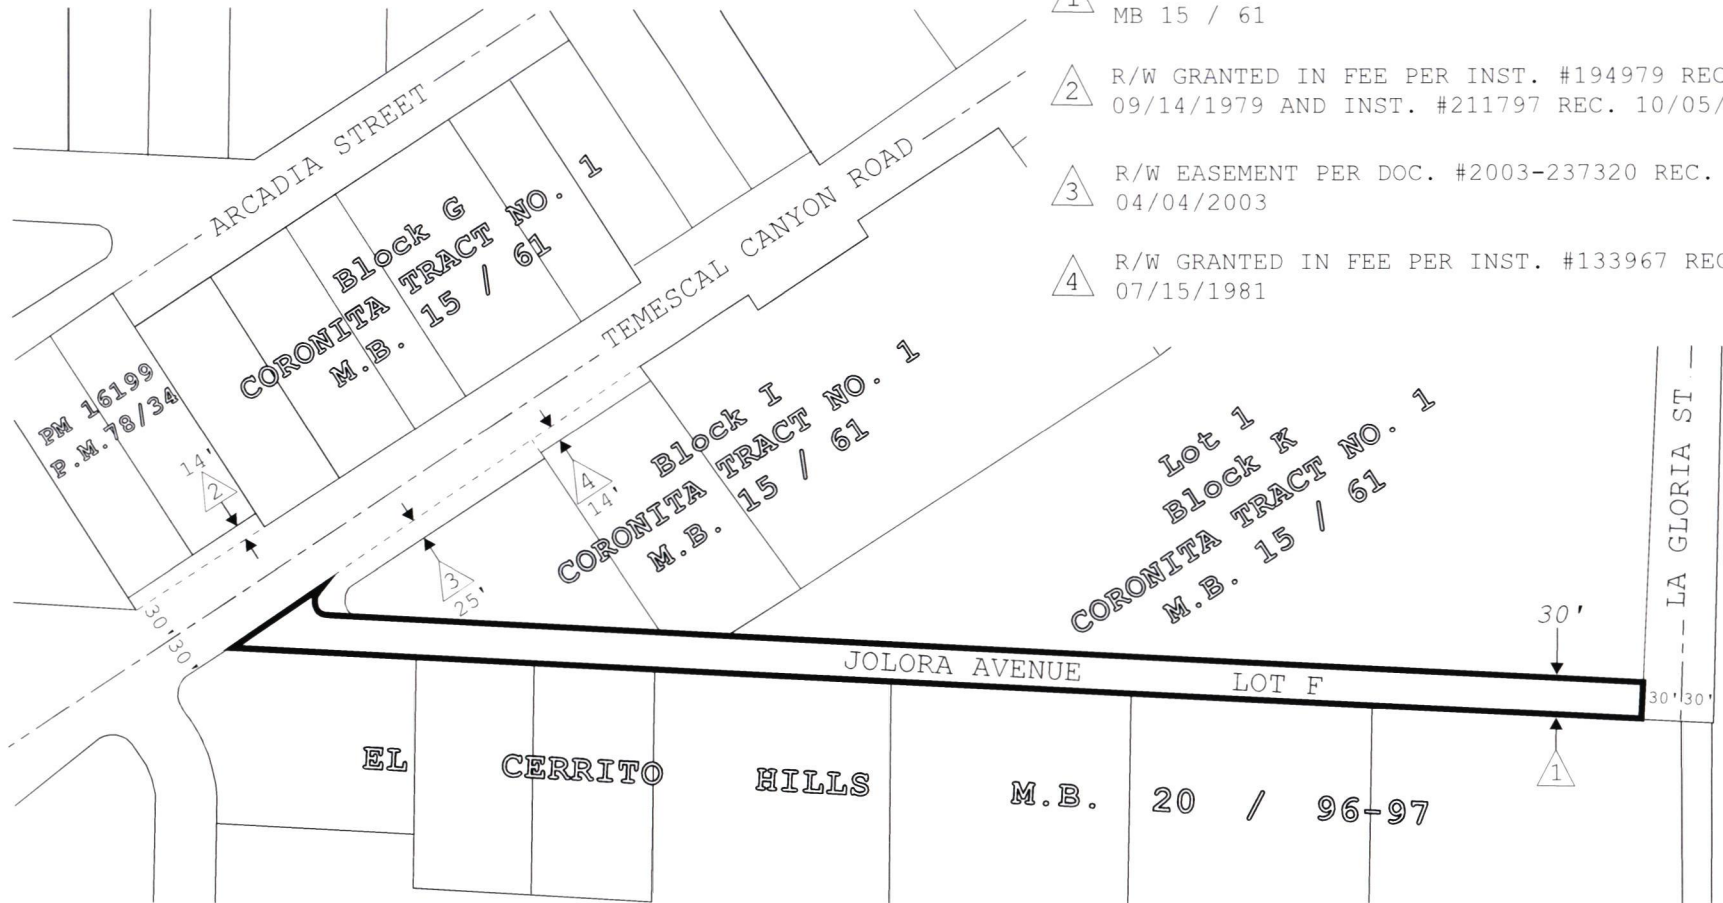 1
MB 15 / 61
2
R/W GRANTED IN FEE PER INST. #194979 REC
09/14/1979 AND INST. #211797 REC. 10/05/
3
R/W EASEMENT PER DOC. #2003-237320 REC.
04/04/2003
4
R/W GRANTED IN FEE PER INST. #133967 REC
07/15/1981
ARCADIA STREET
Block G
CORONITA TRACT NO. 1
M.B. 15 / 61
TEMESCAL CANYON ROAD
PM 16199
P.M.78/34
14'
2
30'
30'
3
25'
4
14'
Block I
CORONITA TRACT NO. 1
M.B. 15 / 61
Lot 1
Block K
CORONITA TRACT NO. 1
M.B. 15 / 61
LA GLORIA ST
30'
30'
30'
JOLORA AVENUE
LOT F
1
EL CERRITO HILLS M.B. 20 / 96-97